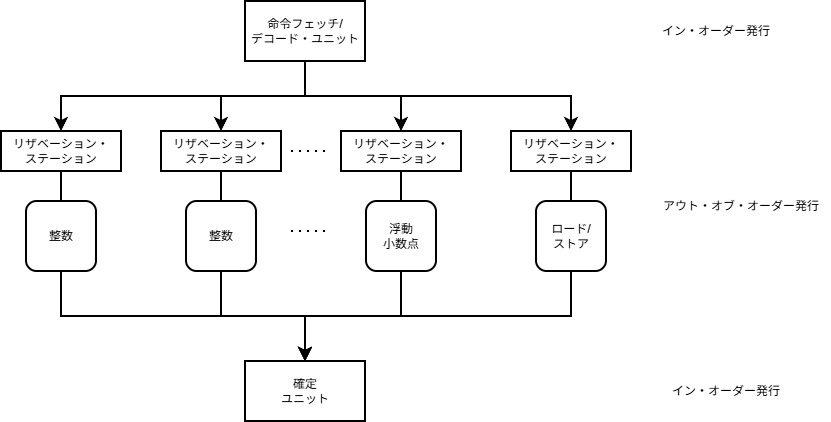 命令フェッチ/
デコード・ユニット
イン・オーダー発行
リザベーション・
ステーション
リザベーション・
ステーション
リザベーション・
ステーション
リザベーション・
ステーション
アウト・オブ・オーダー発行
整数
整数
浮動
小数点
ロード/
ストア
確定
ユニット
イン・オーダー発行